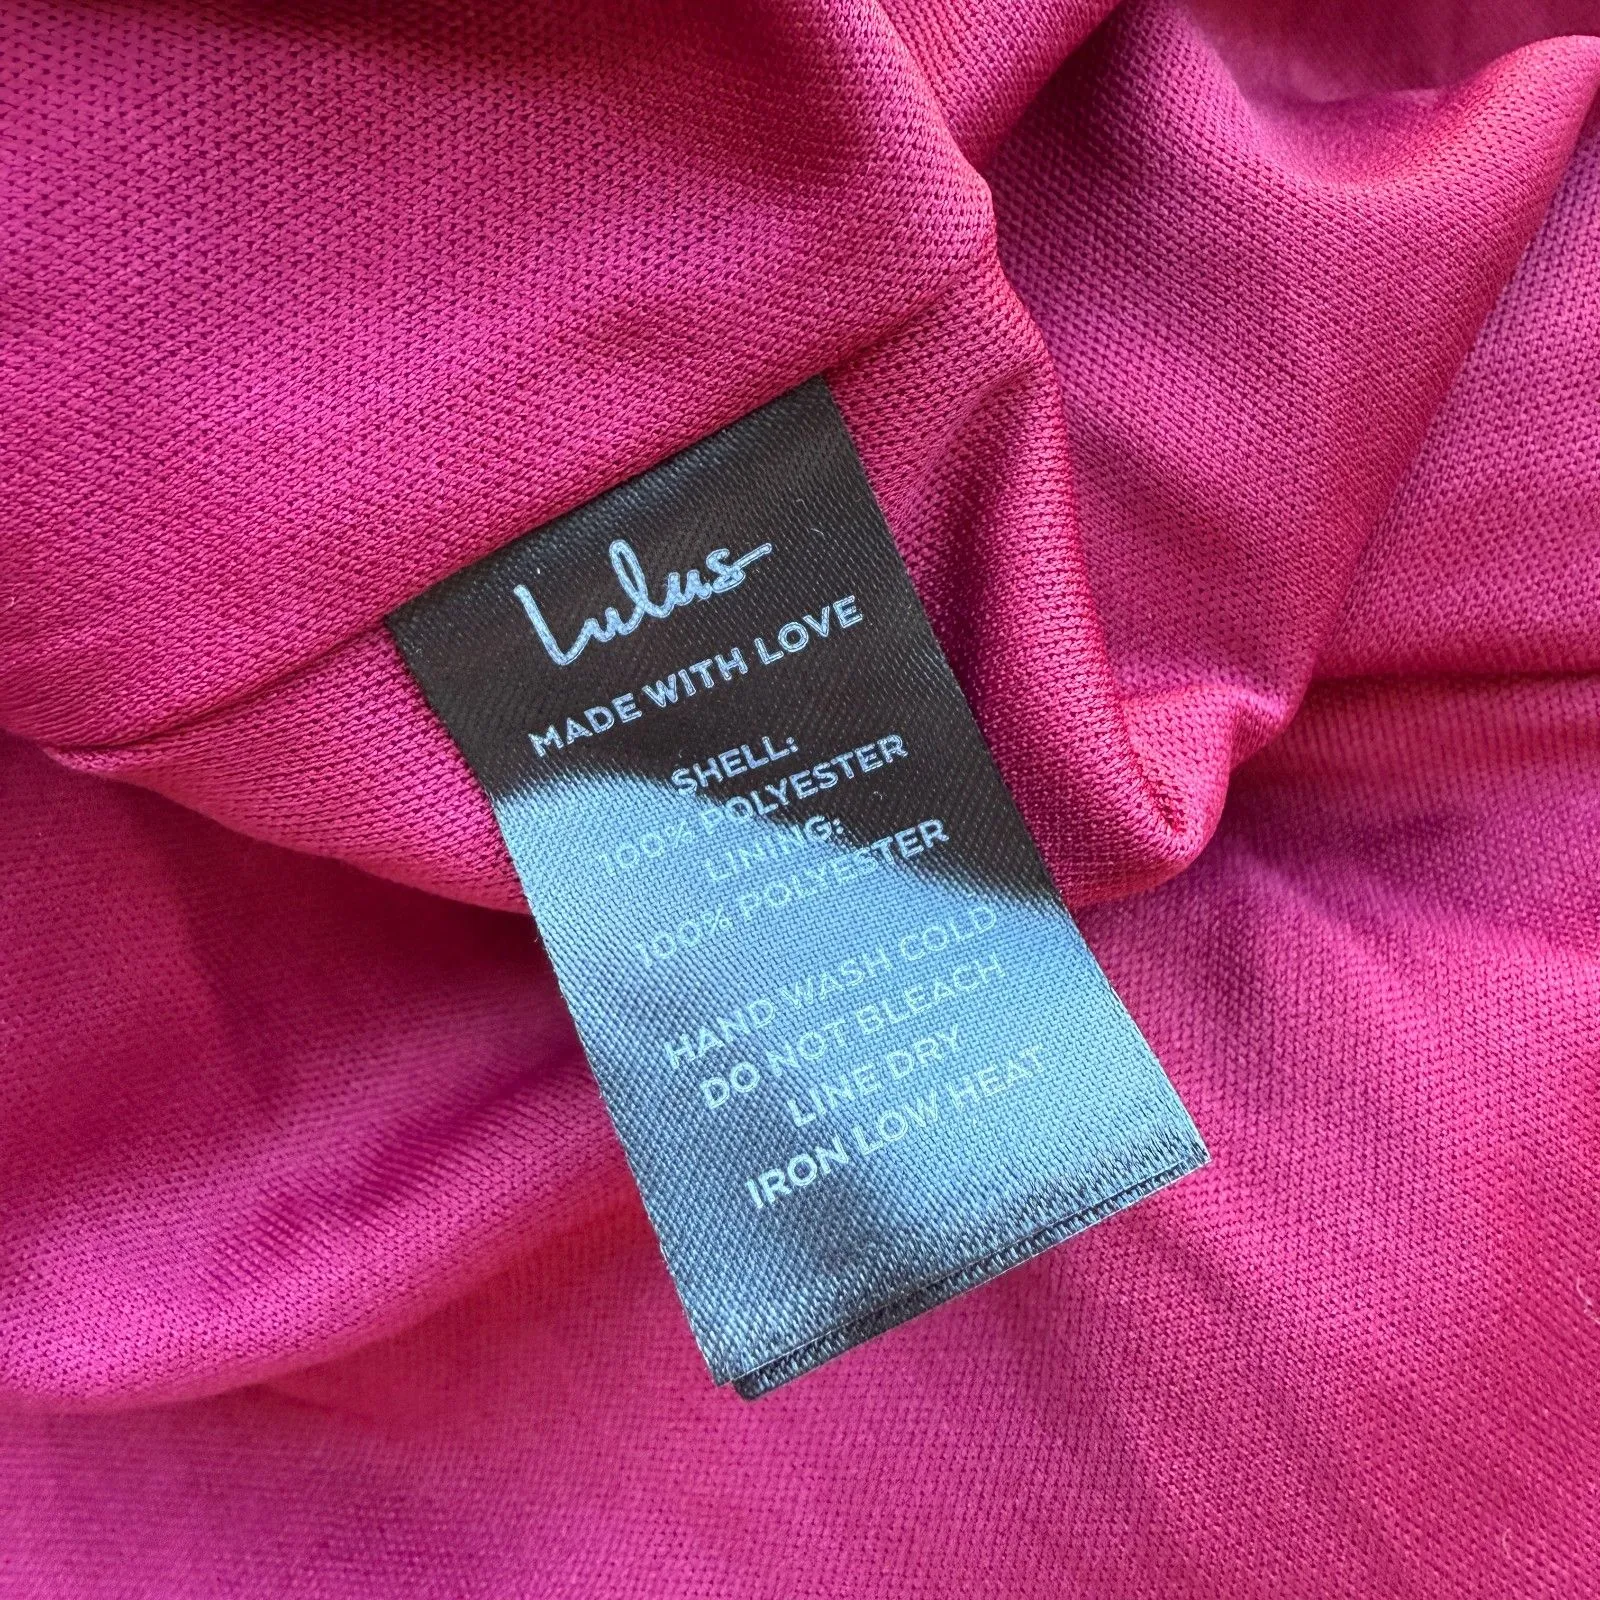 Lulus
MADE WITH LOVE
SHELL:
100% POLYESTER
LINING:
100% POLYESTER
HAND WASH COLD
DO NOT BLEACH
LINE DRY
IRON LOW HEAT